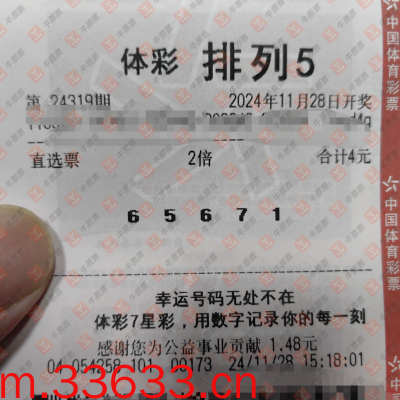 体彩 排列5
第 24319期 2024年11月28日开奖
直选票 2倍 合计4元
6 5 6 7 1
幸运号码无处不在
体彩7星彩，用数字记录你的每一刻
感谢您为公益事业贡献 1.48元
04-054258-101 00173 24/11/28 15:18:01
m.33633.cn
中国体育彩票
中国体育彩票